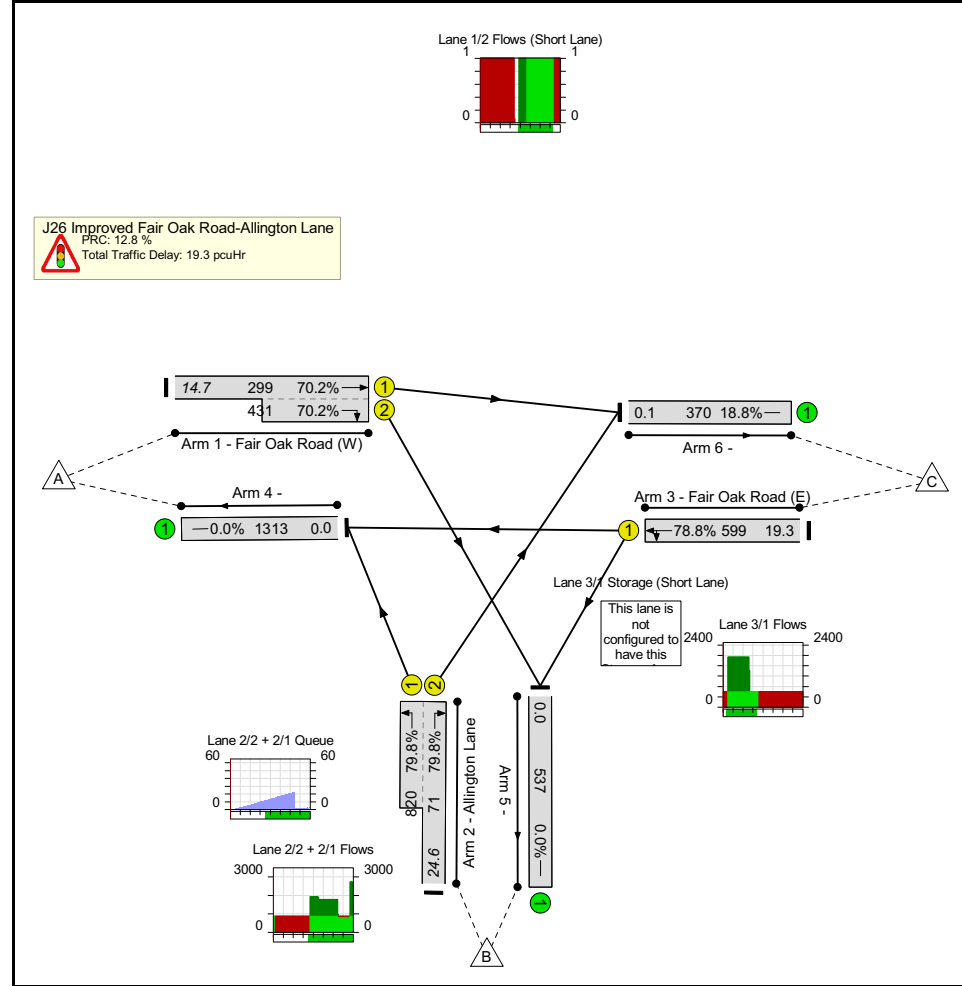 Lane 1/2 Flows (Short Lane)
1 1
0 0
J26 Improved Fair Oak Road-Allington Lane
PRC: 12.8 %
Total Traffic Delay: 19.3 pcuHr
14.7 299 70.2% 1
431 70.2% 2
Arm 1 - Fair Oak Road (W)
0.1 370 18.8% 1
Arm 6 -
A
C
Arm 4 -
Arm 3 - Fair Oak Road (E)
1 0.0% 1313 0.0
1 78.8% 599 19.3
Lane 3/1 Storage (Short Lane)
This lane is
not
configured to
have this
Lane 3/1 Flows
2400 2400
0 0
1 2
820 79.8%
24.6 71 79.8%
Arm 2 - Allington Lane
Arm 5 -
0.0 537 0.0%
1
Lane 2/2 + 2/1 Queue
60 60
0 0
Lane 2/2 + 2/1 Flows
3000 3000
0 0
B